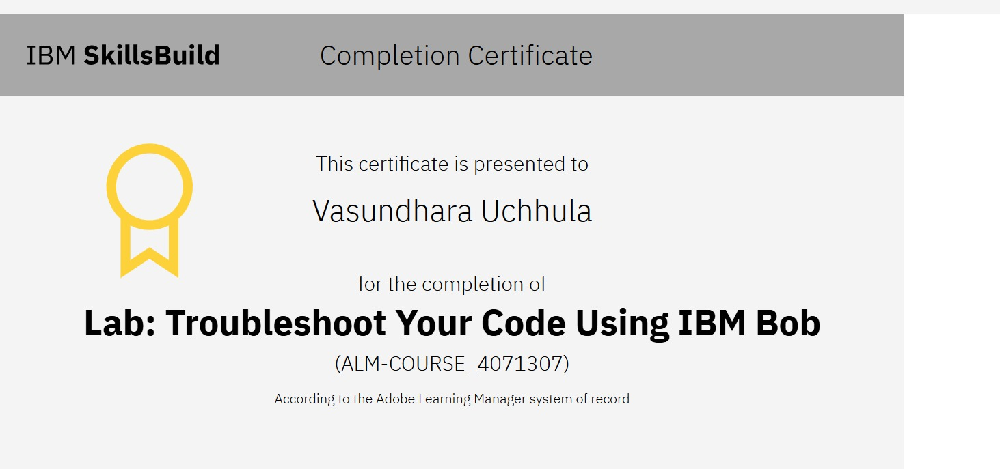 IBM SkillsBuild
Completion Certificate
This certificate is presented to
Vasundhara Uchhula
for the completion of
Lab: Troubleshoot Your Code Using IBM Bob
(ALM-COURSE_4071307)
According to the Adobe Learning Manager system of record